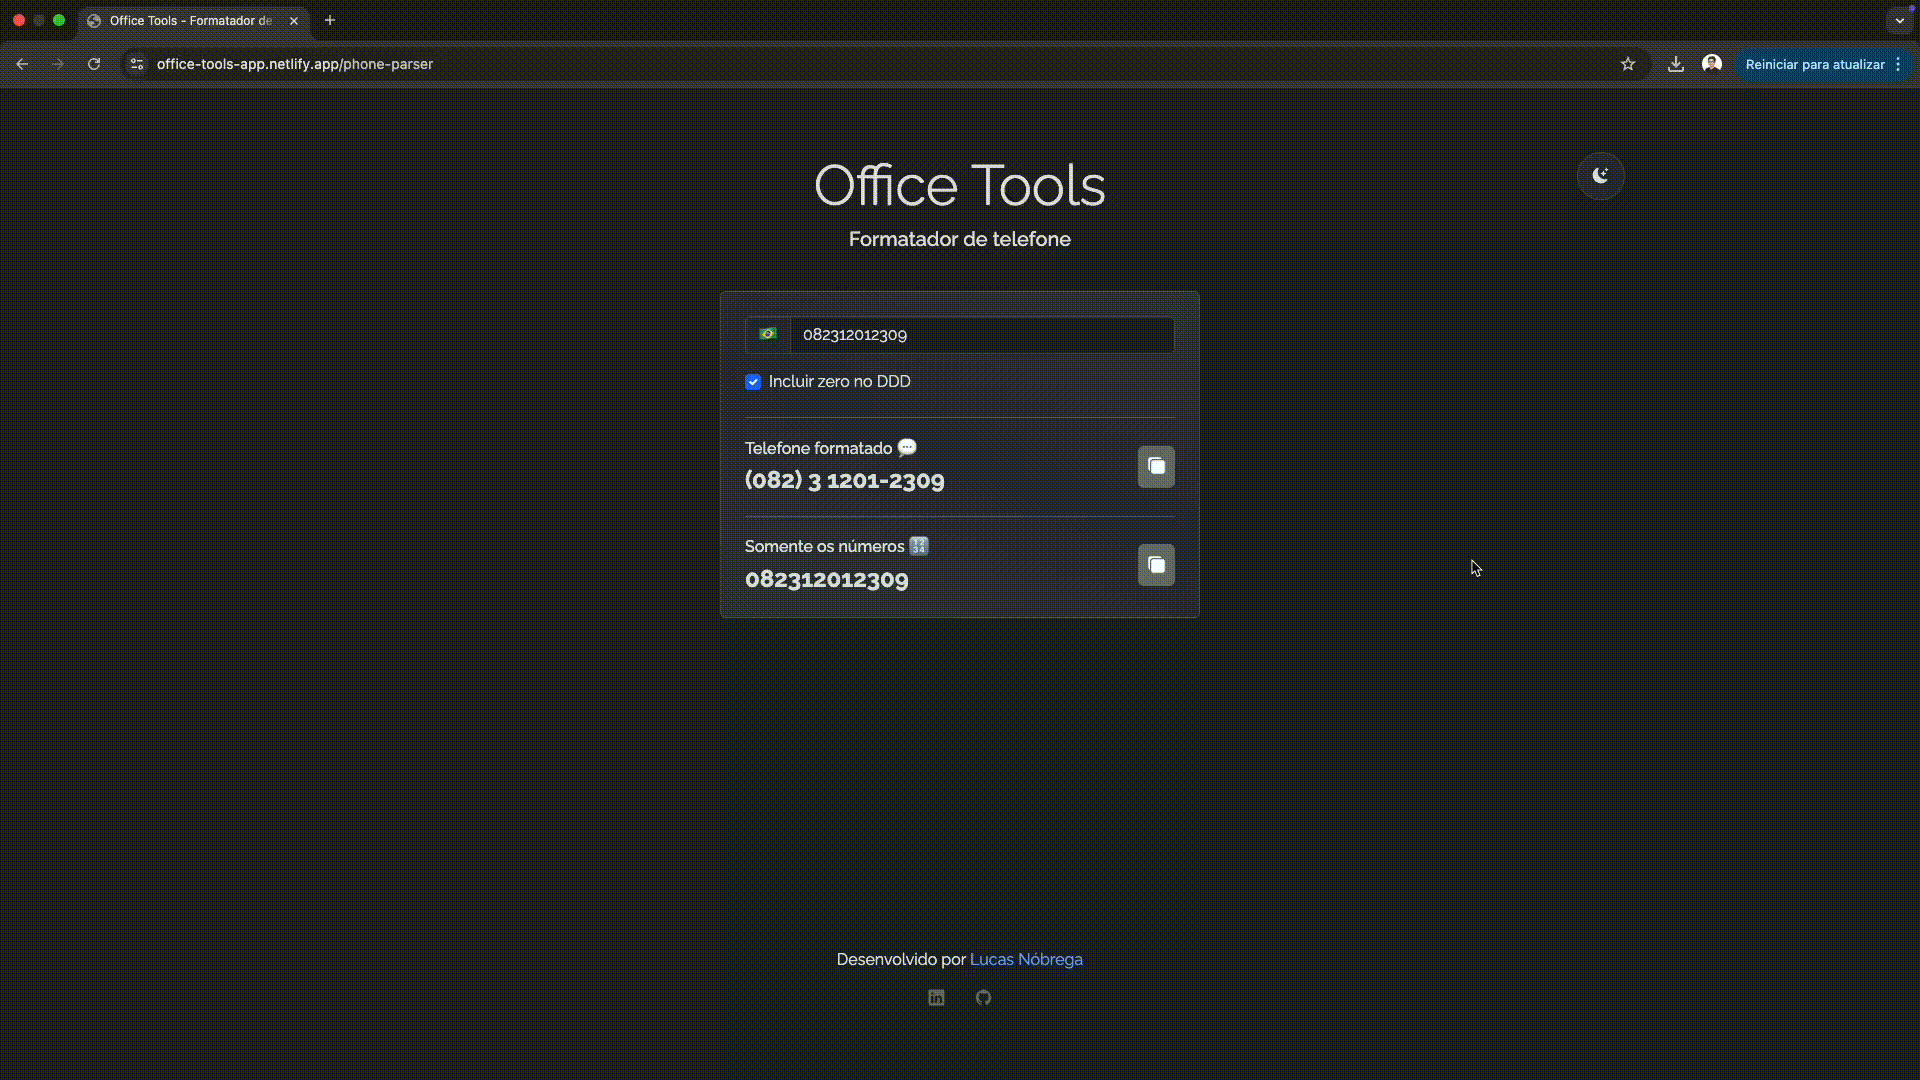 Office Tools - Formatador de
office-tools-app.netlify.app/phone-parser
Reiniciar para atualizar
Office Tools
Formatador de telefone
082312012309
Incluir zero no DDD
Telefone formatado
(082) 3 1201-2309
Somente os números
082312012309
Desenvolvido por Lucas Nóbrega